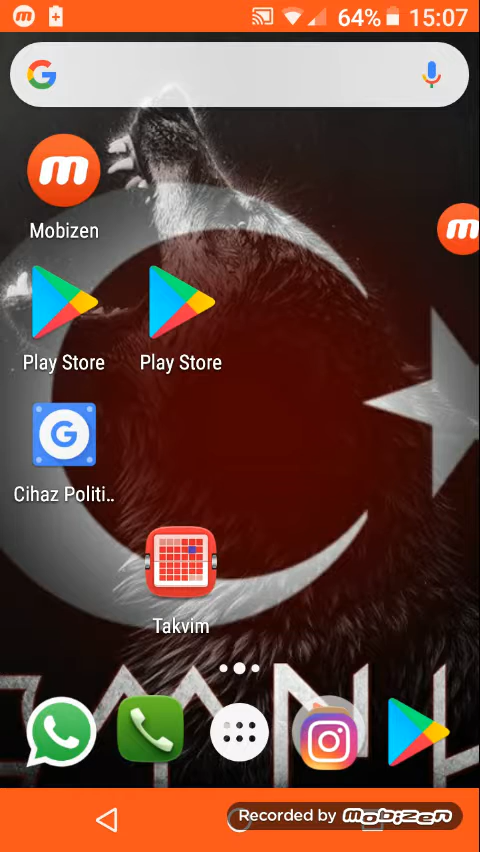 64% 15:07
Mobizen
Play Store Play Store
Cihaz Politi..
Takvim
Recorded by Mobizen